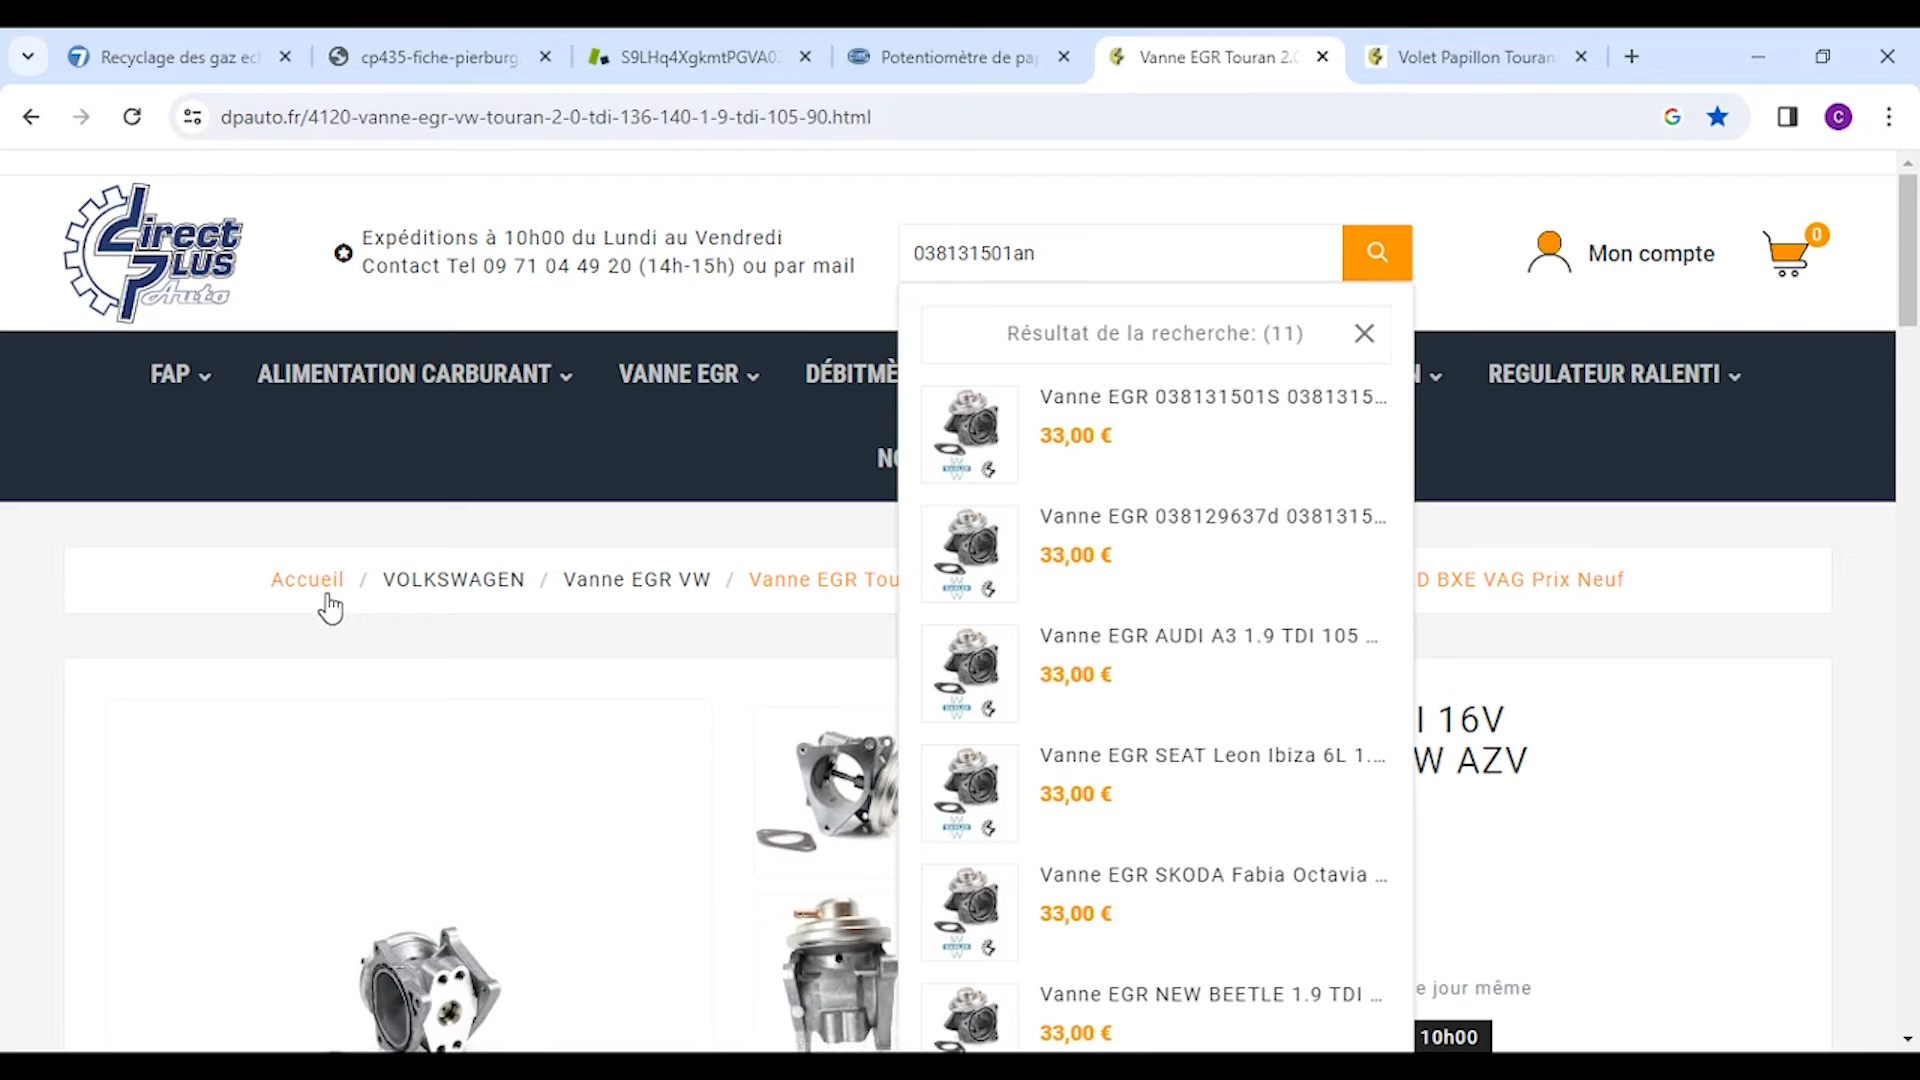 Recyclage des gaz ec
cp435-fiche-pierburg
S9LHq4XgkmtPGVA0
Potentiomètre de pa
Vanne EGR Touran 2.0
Volet Papillon Touran
dpauto.fr/4120-vanne-egr-vw-touran-2-0-tdi-136-140-1-9-tdi-105-90.html
C
Direct
PLUS
Auto
Expéditions à 10h00 du Lundi au Vendredi
Contact Tel 09 71 04 49 20 (14h-15h) ou par mail
038131501an
Mon compte
0
Résultat de la recherche: (11)
FAP
ALIMENTATION CARBURANT
VANNE EGR
DÉBITMÈ
N
REGULATEUR RALENTI
NO
Vanne EGR 038131501S 0381315...
33,00 €
Vanne EGR 038129637d 0381315...
33,00 €
Vanne EGR AUDI A3 1.9 TDI 105 ...
33,00 €
Vanne EGR SEAT Leon Ibiza 6L 1....
33,00 €
Vanne EGR SKODA Fabia Octavia ...
33,00 €
Vanne EGR NEW BEETLE 1.9 TDI ...
33,00 €
Accueil / VOLKSWAGEN / Vanne EGR VW / Vanne EGR Tou
D BXE VAG Prix Neuf
I 16V
W AZV
e jour même
10h00